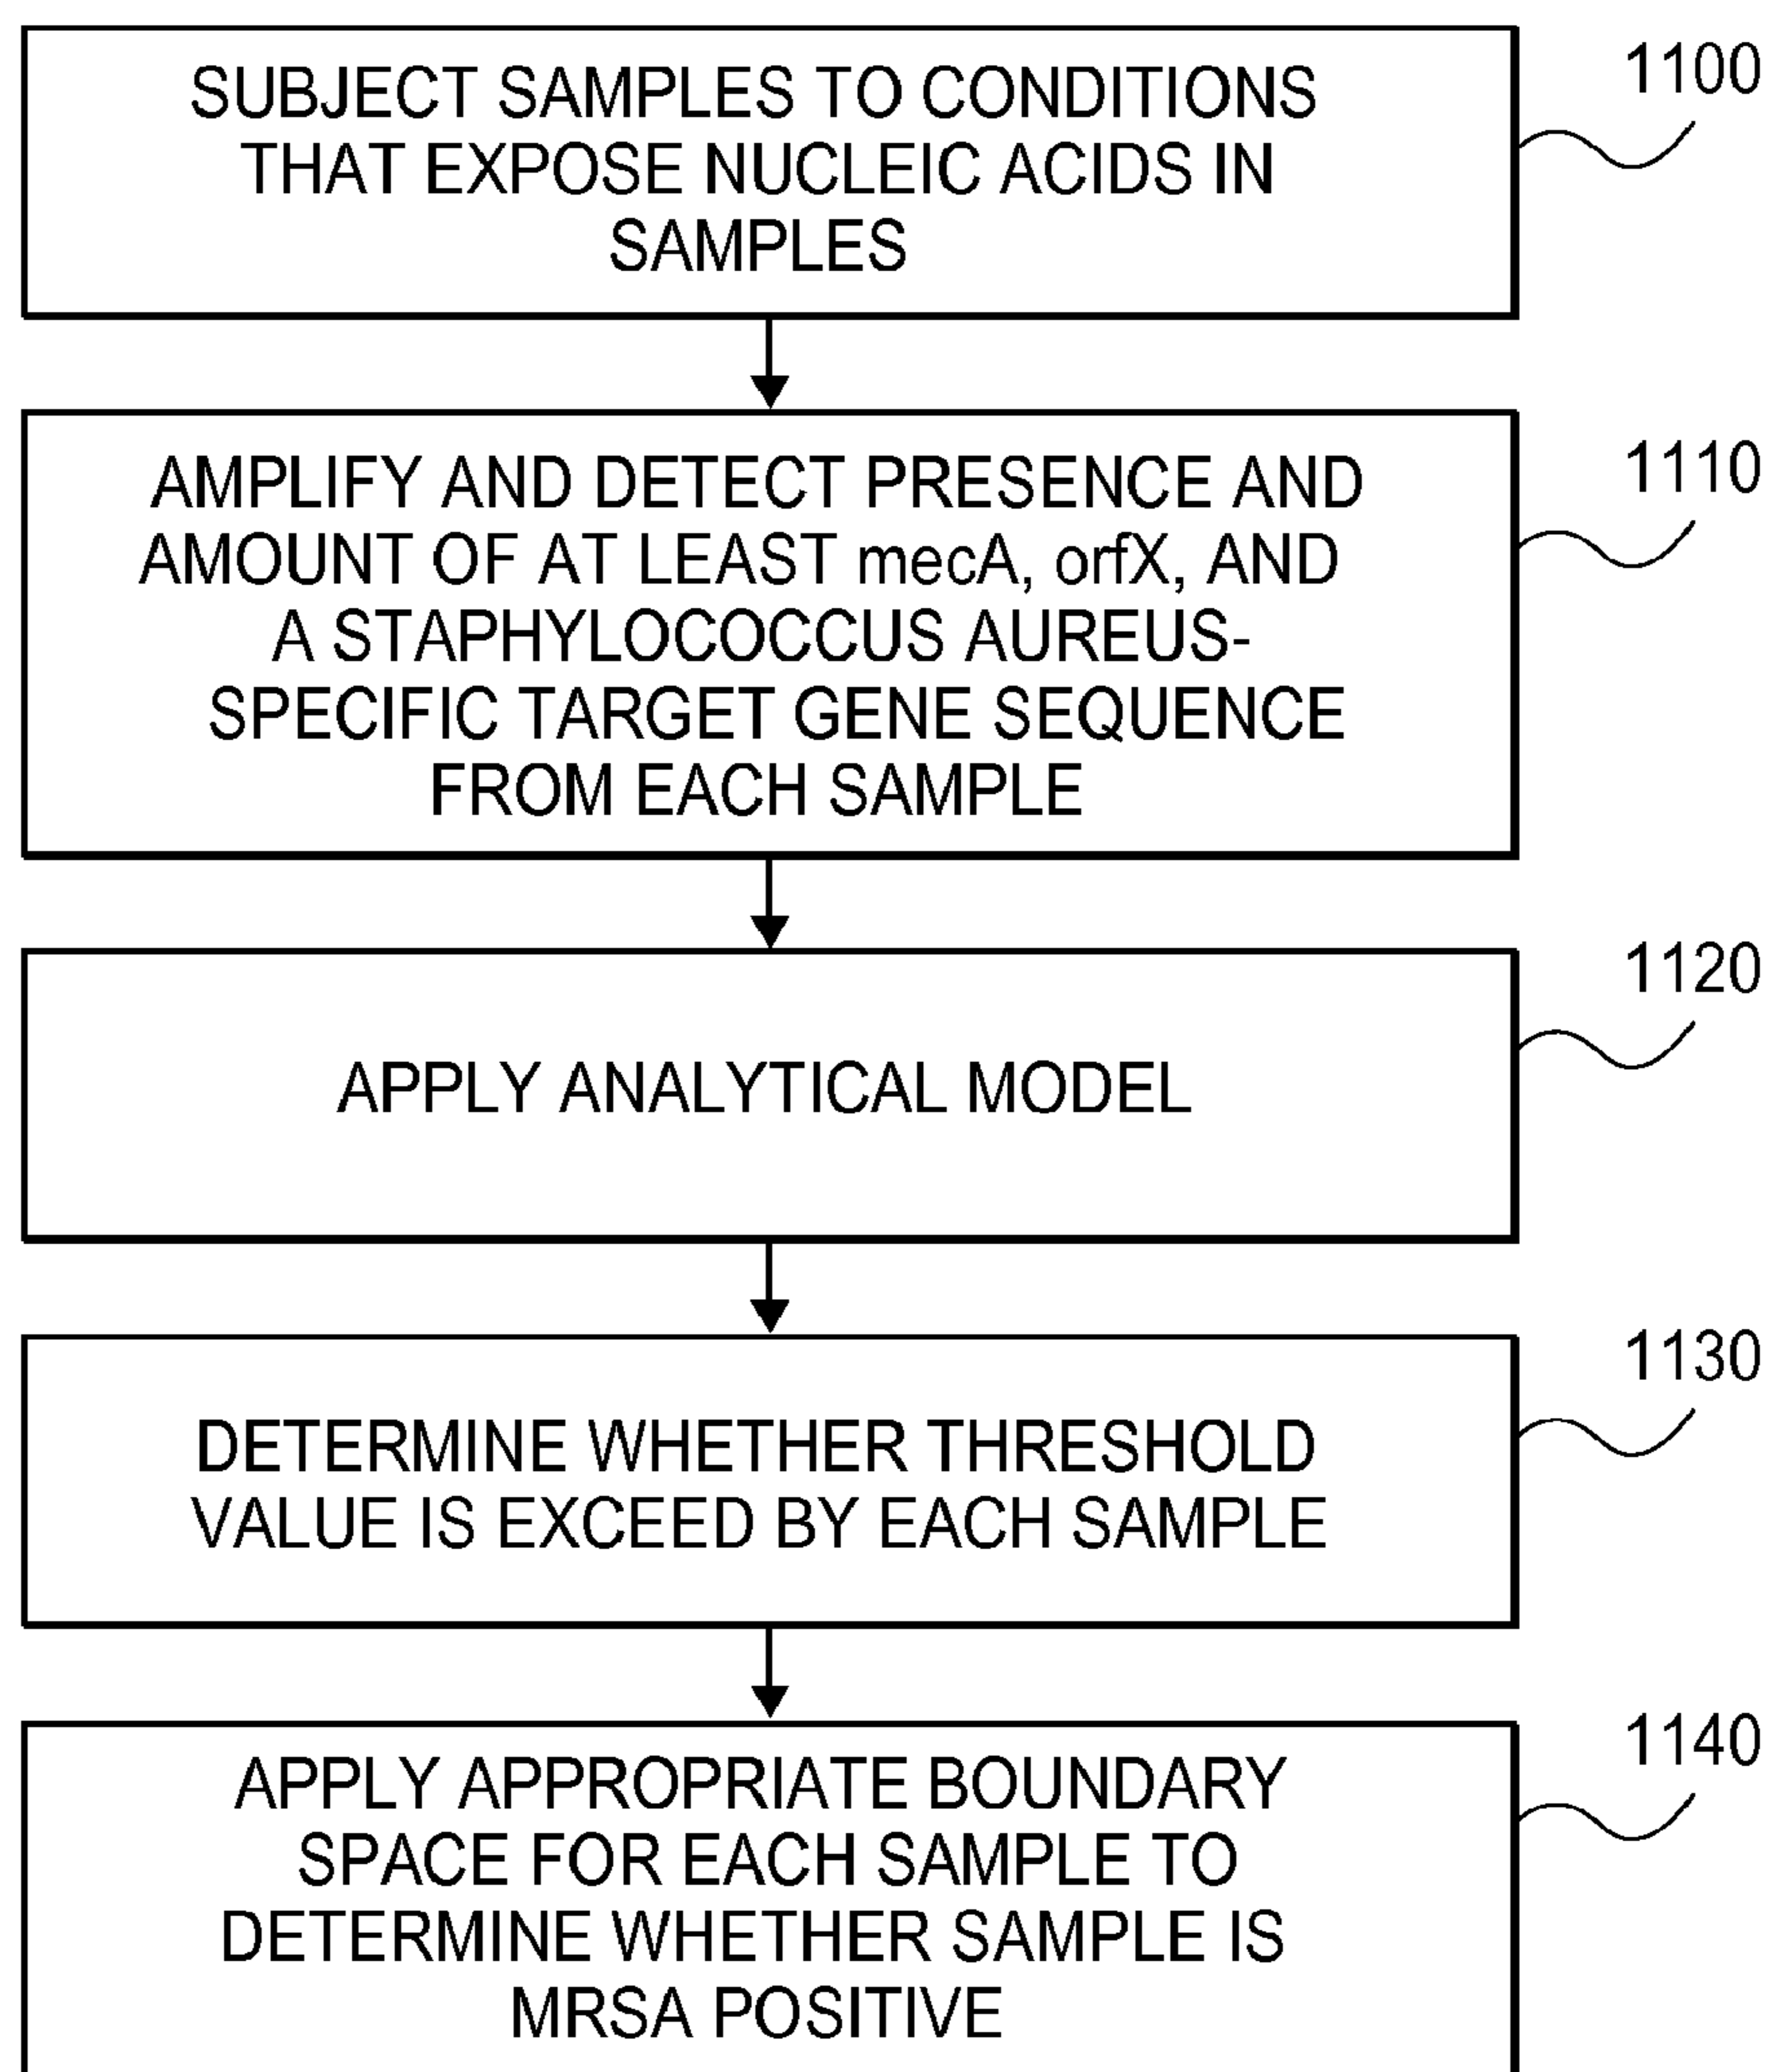 SUBJECT SAMPLES TO CONDITIONS
THAT EXPOSE NUCLEIC ACIDS IN
SAMPLES
1100
AMPLIFY AND DETECT PRESENCE AND
AMOUNT OF AT LEAST mecA, orfX, AND
A STAPHYLOCOCCUS AUREUS-
SPECIFIC TARGET GENE SEQUENCE
FROM EACH SAMPLE
1110
APPLY ANALYTICAL MODEL
1120
DETERMINE WHETHER THRESHOLD
VALUE IS EXCEED BY EACH SAMPLE
1130
APPLY APPROPRIATE BOUNDARY
SPACE FOR EACH SAMPLE TO
DETERMINE WHETHER SAMPLE IS
MRSA POSITIVE
1140